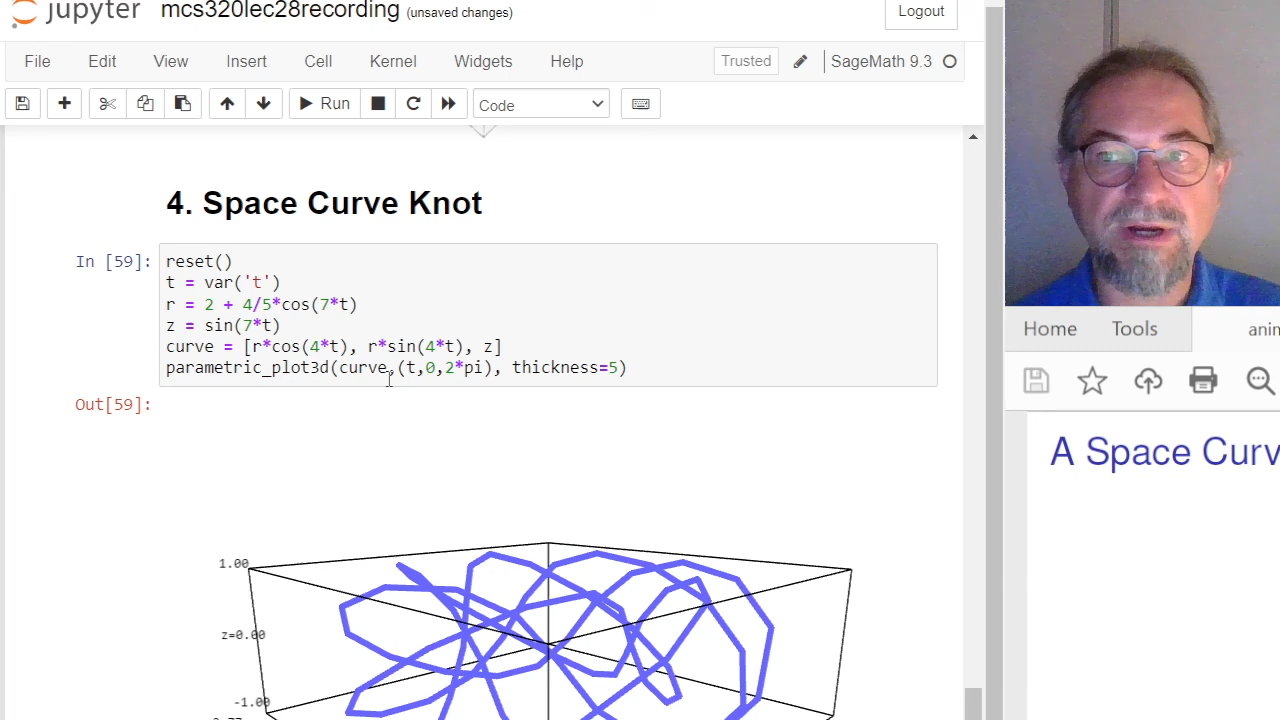 jupyter mcs320lec28recording (unsaved changes)
Logout
File Edit View Insert Cell Kernel Widgets Help
Trusted
SageMath 9.3
Run
Code
4. Space Curve Knot
In [59]:
reset()
t = var('t')
r = 2 + 4/5*cos(7*t)
z = sin(7*t)
curve = [r*cos(4*t), r*sin(4*t), z]
parametric_plot3d(curve,(t,0,2*pi), thickness=5)
Out[59]:
1.00
z=0.00
-1.00
Home Tools
A Space Curv